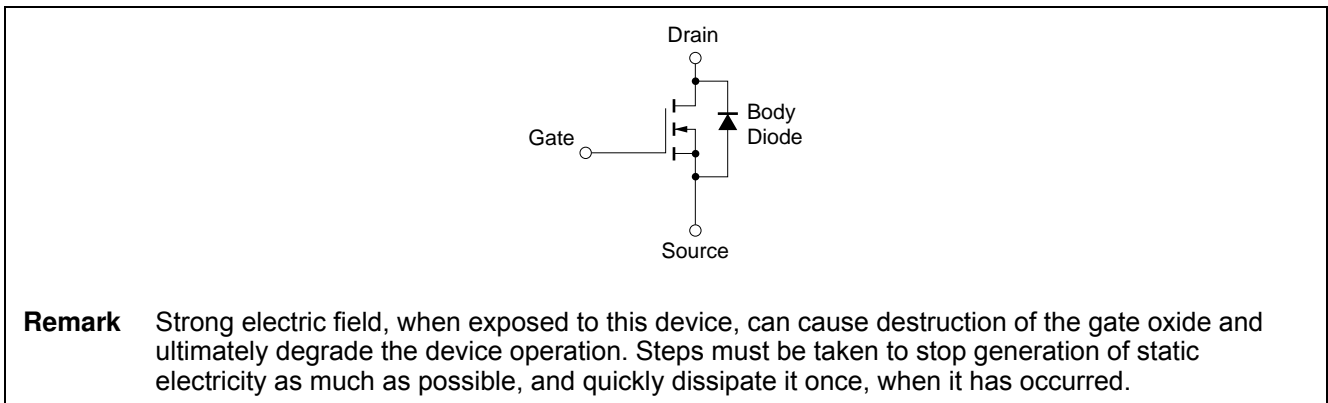 Drain
Body
Diode
Gate
Source
Remark Strong electric field, when exposed to this device, can cause destruction of the gate oxide and
ultimately degrade the device operation. Steps must be taken to stop generation of static
electricity as much as possible, and quickly dissipate it once, when it has occurred.